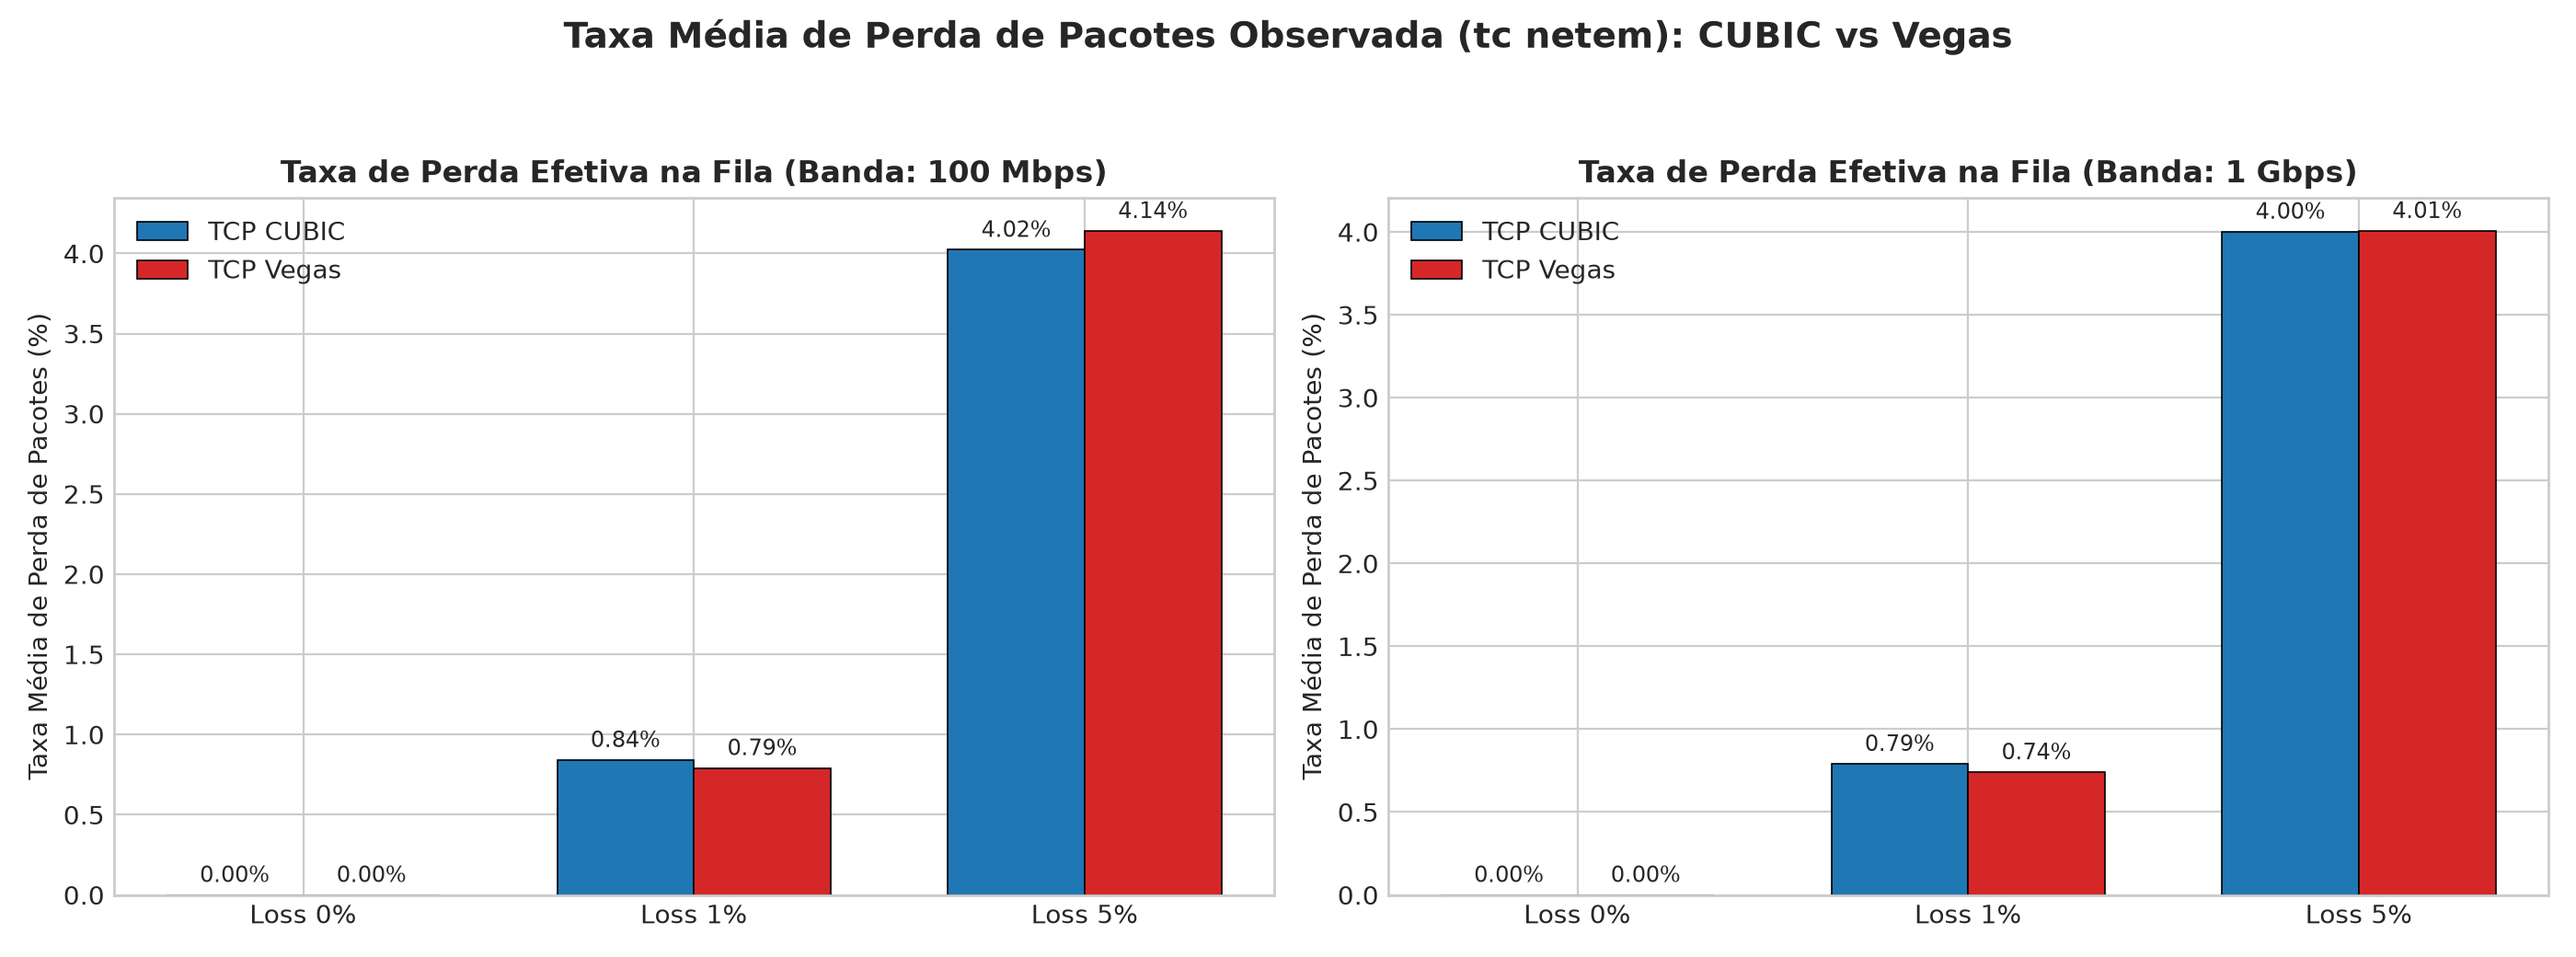 Taxa Média de Perda de Pacotes Observada (tc netem): CUBIC vs Vegas
Taxa de Perda Efetiva na Fila (Banda: 100 Mbps)
TCP CUBIC
TCP Vegas
Taxa Média de Perda de Pacotes (%)
4.0
3.5
3.0
2.5
2.0
1.5
1.0
0.5
0.0
0.00%
0.00%
0.84%
0.79%
4.02%
4.14%
Loss 0%
Loss 1%
Loss 5%
Taxa de Perda Efetiva na Fila (Banda: 1 Gbps)
TCP CUBIC
TCP Vegas
Taxa Média de Perda de Pacotes (%)
4.0
3.5
3.0
2.5
2.0
1.5
1.0
0.5
0.0
0.00%
0.00%
0.79%
0.74%
4.00%
4.01%
Loss 0%
Loss 1%
Loss 5%